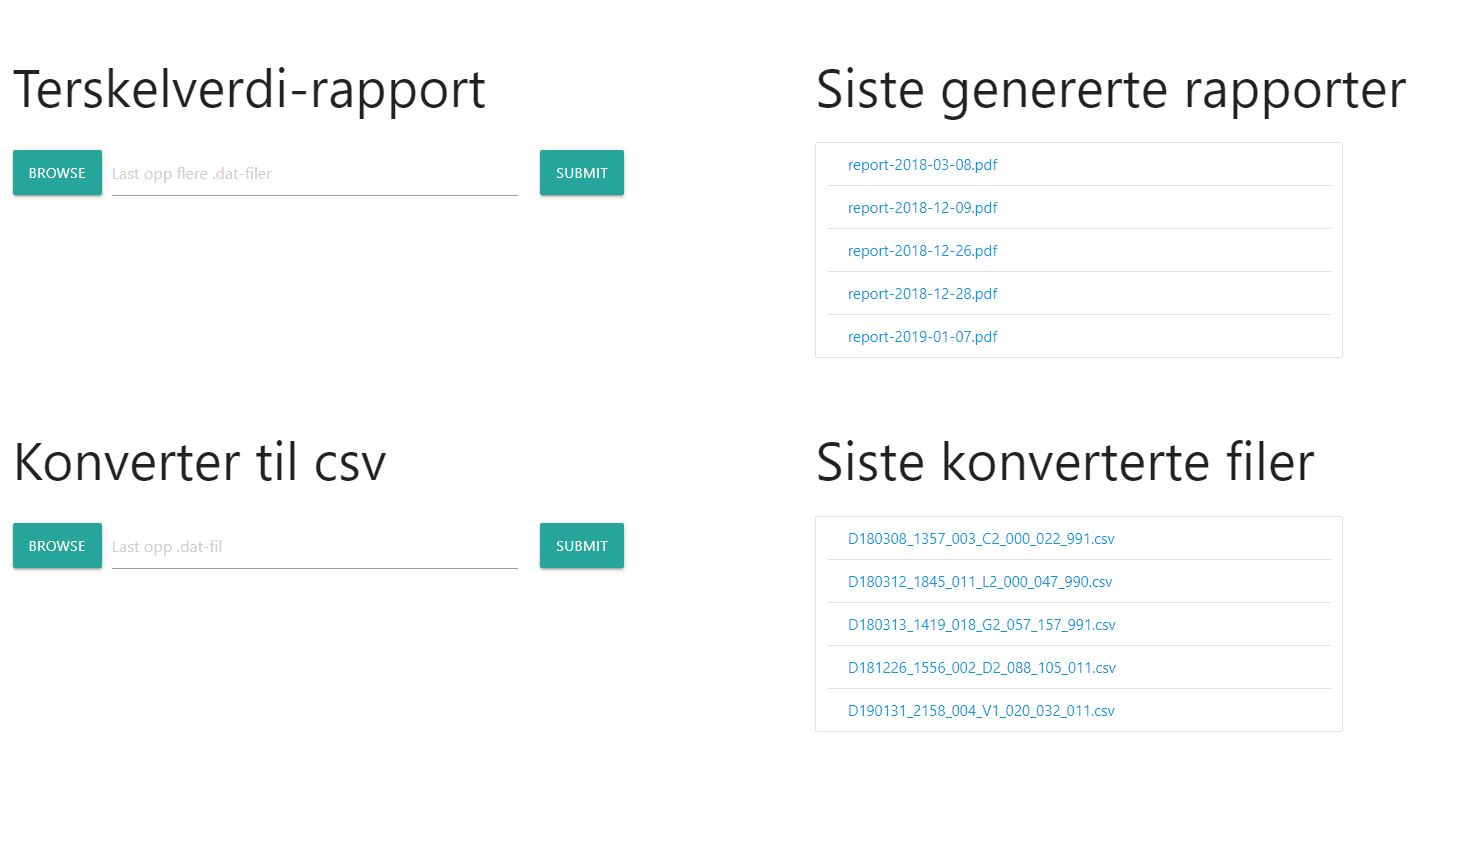 Terskelverdi-rapport
BROWSE
Last opp flere .dat-filer
SUBMIT
Siste genererte rapporter
report-2018-03-08.pdf
report-2018-12-09.pdf
report-2018-12-26.pdf
report-2018-12-28.pdf
report-2019-01-07.pdf
Konverter til csv
BROWSE
Last opp .dat-fil
SUBMIT
Siste konverterte filer
D180308_1357_003_C2_000_022_991.csv
D180312_1845_011_L2_000_047_990.csv
D180313_1419_018_G2_057_157_991.csv
D181226_1556_002_D2_088_105_011.csv
D190131_2158_004_V1_020_032_011.csv